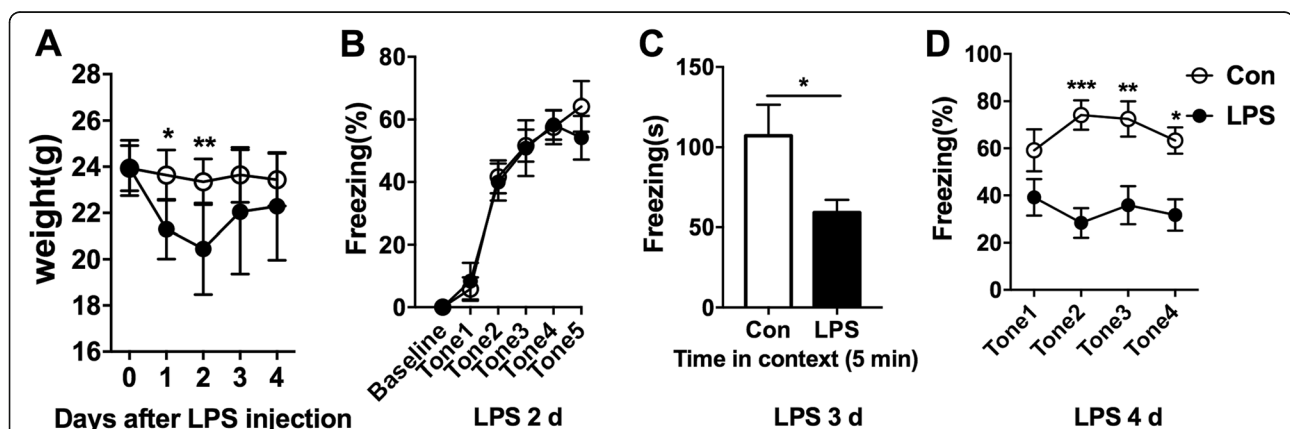 A
weight(g)
28
26
24
22
20
18
16
*
**
0 1 2 3 4
Days after LPS injection
B
Freezing(%)
80
60
40
20
0
Baseline
Tone1
Tone2
Tone3
Tone4
Tone5
LPS 2 d
C
Freezing(s)
150
100
50
0
*
Con LPS
Time in context (5 min)
LPS 3 d
D
Freezing(%)
100
80
60
40
20
0
***
**
*
Tone1
Tone2
Tone3
Tone4
LPS 4 d
Con
LPS